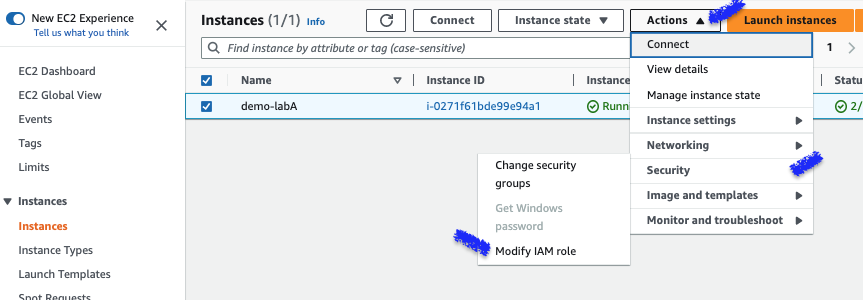 New EC2 Experience
Tell us what you think
EC2 Dashboard
EC2 Global View
Events
Tags
Limits
Instances
Instances
Instance Types
Launch Templates
Spot Requests
Instances (1/1) Info
Connect
Instance state
Actions
Launch instances
Find instance by attribute or tag (case-sensitive)
1
Name
Instance ID
Instance
Status
demo-labA
i-0271f61bde99e94a1
Runn
2/
Connect
View details
Manage instance state
Instance settings
Networking
Security
Image and templates
Monitor and troubleshoot
Change security
groups
Get Windows
password
Modify IAM role